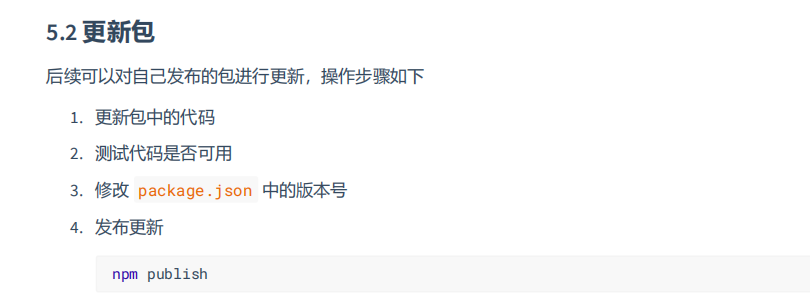 5.2 更新包
后续可以对自己发布的包进行更新，操作步骤如下
1. 更新包中的代码
2. 测试代码是否可用
3. 修改 package.json 中的版本号
4. 发布更新
npm publish